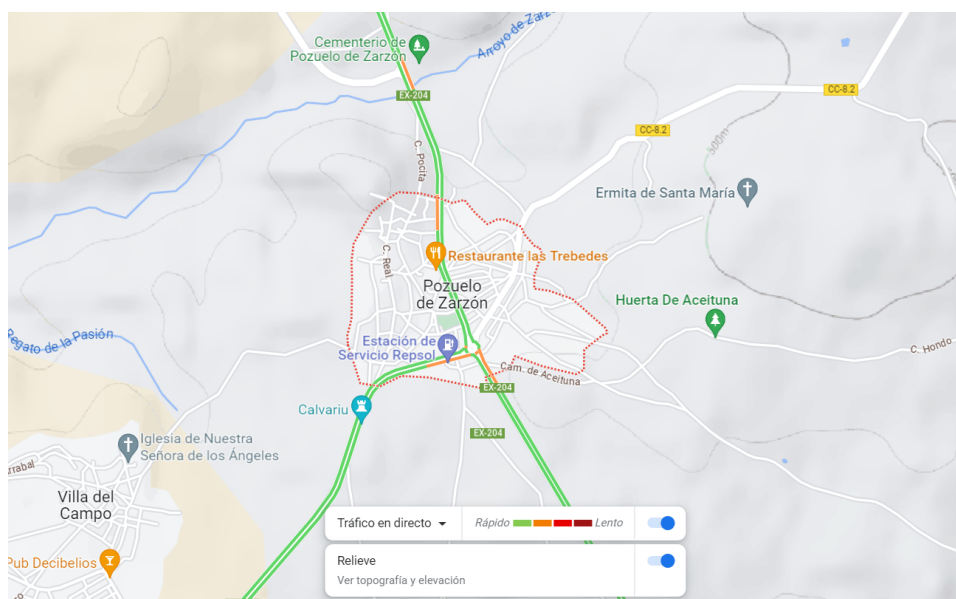 Cementerio de
Pozuelo de Zarzón
Arroyo de Zarzo
EX-204
CC-8.2
CC-8.2
500m
C. Pocita
Ermita de Santa María
C. Real
Restaurante las Trebedes
Pozuelo
de Zarzón
Huerta De Aceituna
Estación de
Servicio Repsol
Regato de la Pasión
C. Hondo
Cam. de Aceituna
EX-204
Calvariu
EX-204
Iglesia de Nuestra
Señora de los Ángeles
arrabal
Villa del
Campo
Pub Decibelios
Tráfico en directo
Rápido
Lento
Relieve
Ver topografía y elevación